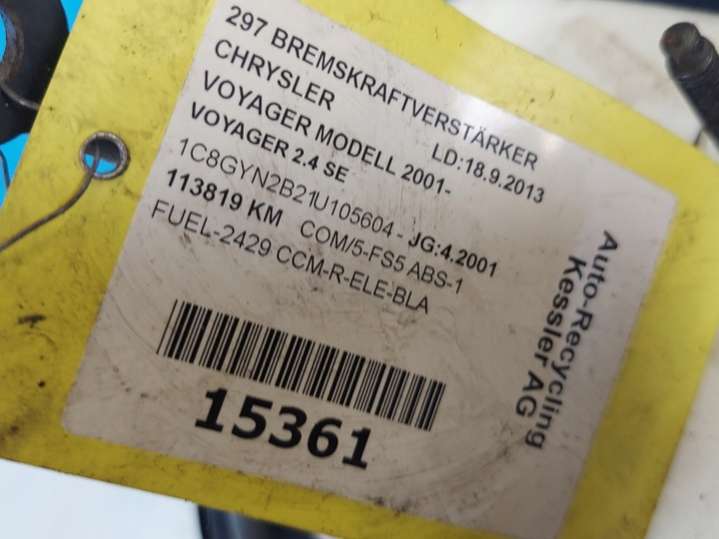 297 BREMSKRAFTVERSTÄRKER
CHRYSLER
LD:18.9.2013
VOYAGER MODELL 2001-
VOYAGER 2.4 SE
1C8GYN2B21U105604 - JG:4.2001
113819 KM COM/5-FS5 ABS-1
FUEL-2429 CCM-R-ELE-BLA
15361
Auto-Recycling
Kessler AG